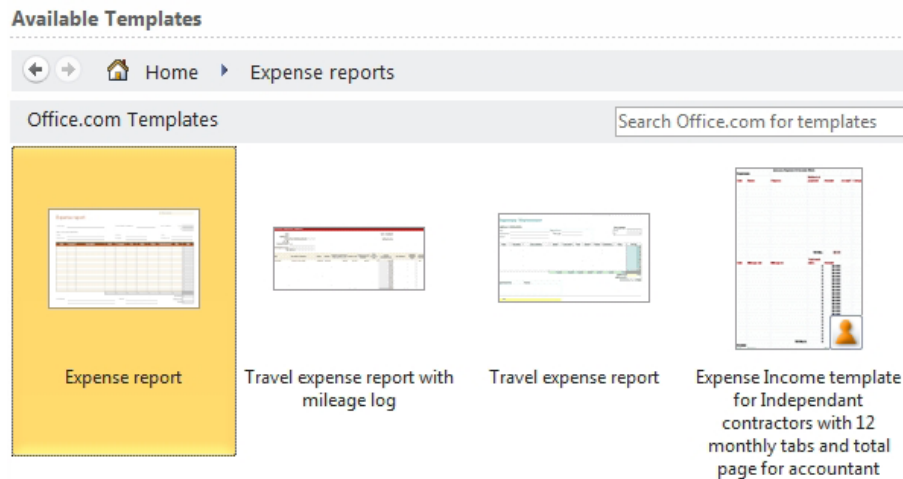 Available Templates
Home
Expense reports
Office.com Templates
Search Office.com for templates
Expense report
Travel expense report with
mileage log
Travel expense report
Expense Income template
for Independant
contractors with 12
monthly tabs and total
page for accountant